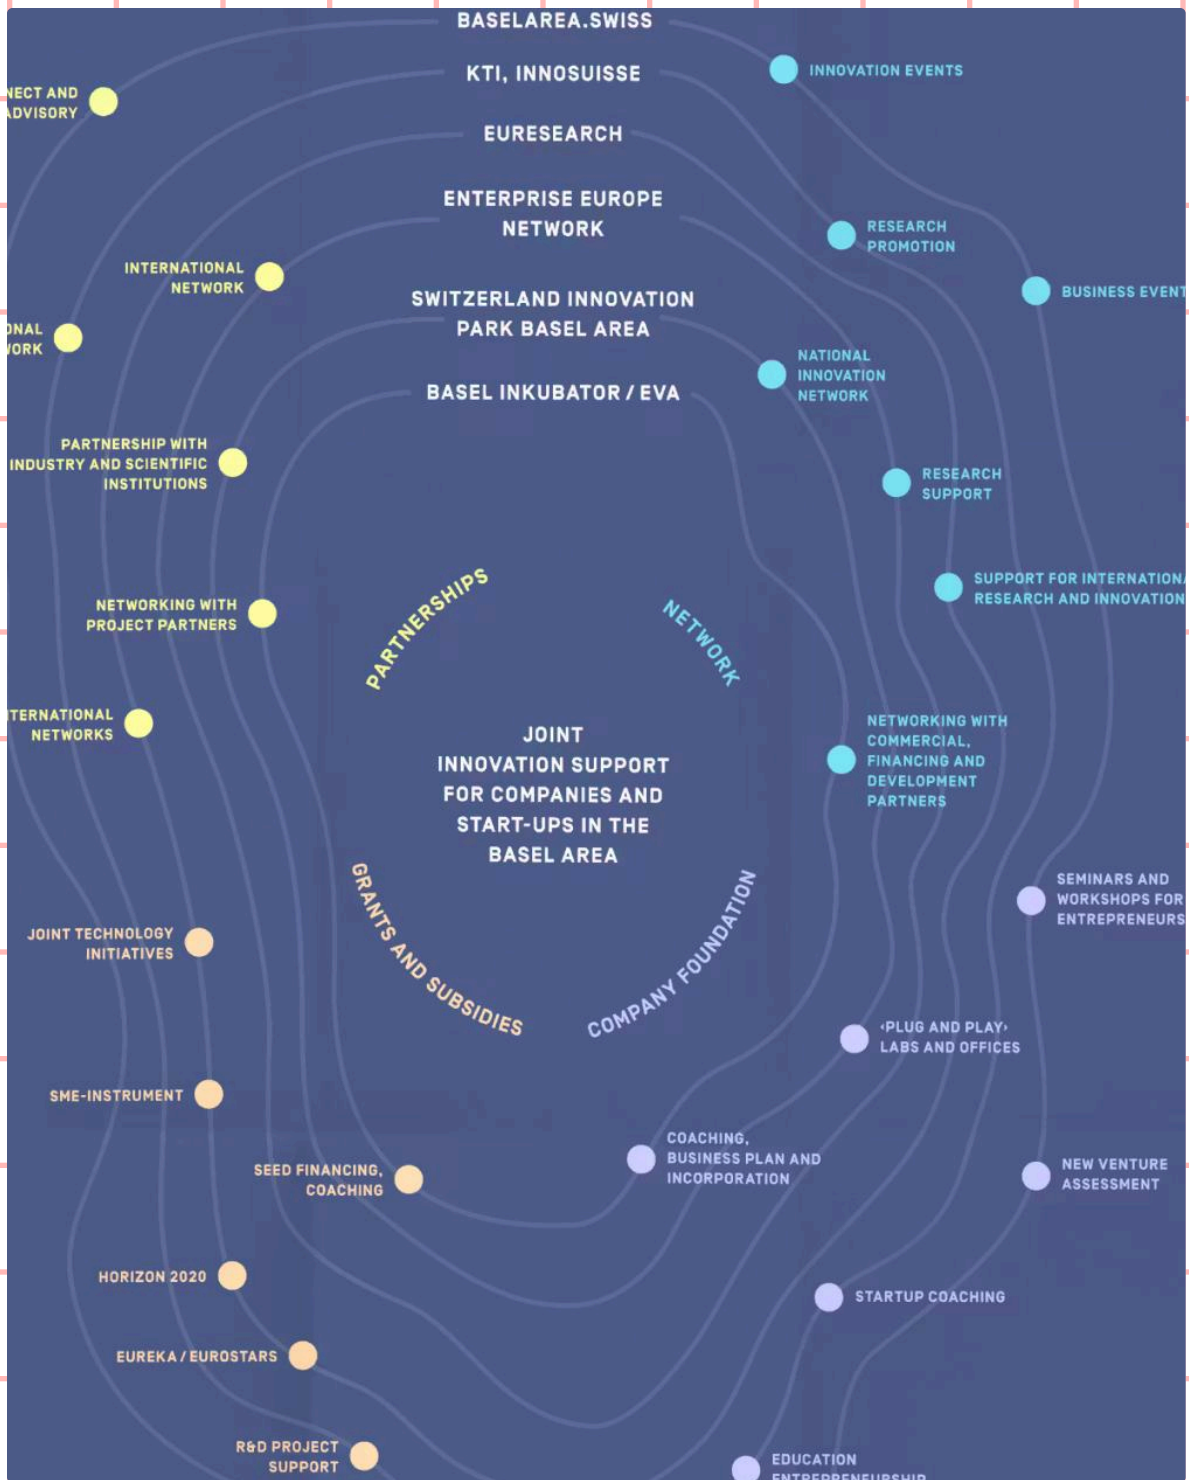 BASELAREA.SWISS
KTI, INNOSUISSE
EURESEARCH
ENTERPRISE EUROPE
NETWORK
SWITZERLAND INNOVATION
PARK BASEL AREA
BASEL INKUBATOR / EVA
AND
ADVISORY
INTERNATIONAL
NETWORK
PARTNERSHIP WITH
INDUSTRY AND SCIENTIFIC
INSTITUTIONS
NETWORKING WITH
PROJECT PARTNERS
NETWORKS
INNOVATION EVENTS
RESEARCH
PROMOTION
BUSINESS EVENT
NATIONAL
INNOVATION
NETWORK
RESEARCH
SUPPORT
SUPPORT FOR
RESEARCH AND INNOVATION
NETWORKING WITH
COMMERCIAL,
FINANCING AND
DEVELOPMENT
PARTNERS
PARTNERSHIPS
NETWORK
JOINT
INNOVATION SUPPORT
FOR COMPANIES AND
START-UPS IN THE
BASEL AREA
GRANTS AND SUBSIDIES
COMPANY FOUNDATION
JOINT TECHNOLOGY
INITIATIVES
SME-INSTRUMENT
SEED FINANCING,
COACHING
HORIZON 2020
EUREKA / EUROSTARS
R&D PROJECT
SUPPORT
SEMINARS AND
WORKSHOPS FOR
ENTREPRENEURS
‹PLUG AND PLAY›
LABS AND OFFICES
COACHING,
BUSINESS PLAN AND
INCORPORATION
NEW VENTURE
ASSESSMENT
STARTUP COACHING
EDUCATION
ENTREPRENEURSHIP